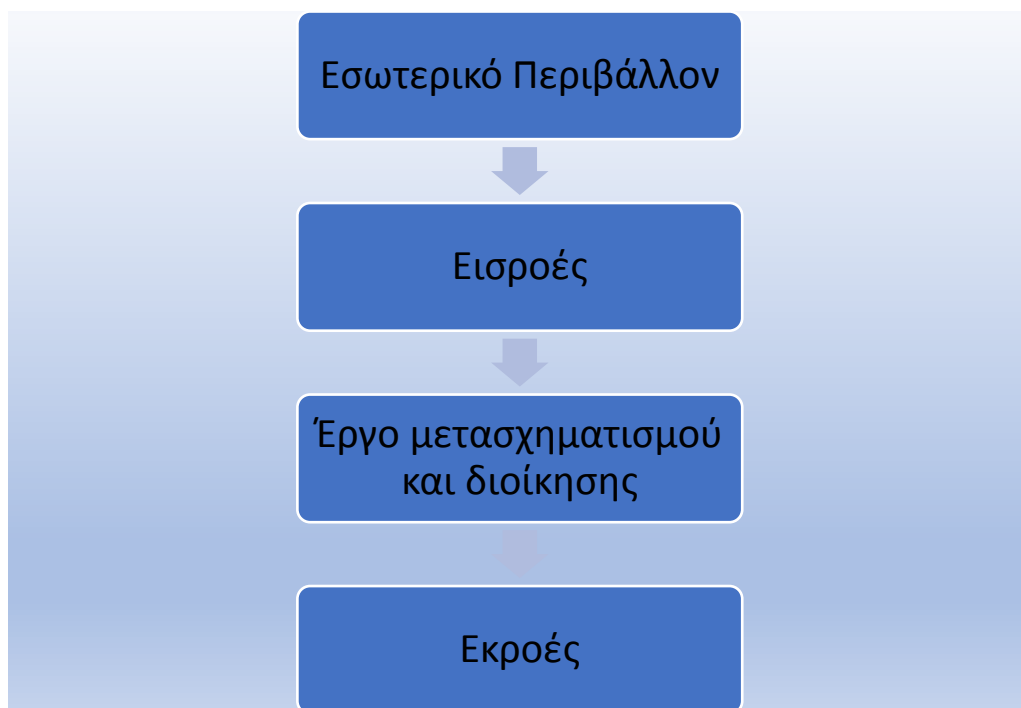 Εσωτερικό Περιβάλλον
Εισροές
Έργο μετασχηματισμού
και διοίκησης
Εκροές